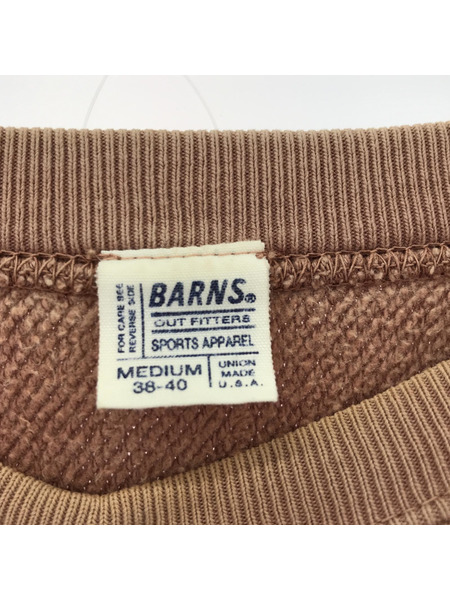 FOR CARE SEE
REVERSE SIDE
BARNS®
OUT FITTERS
SPORTS APPAREL
MEDIUM
38-40
UNION
MADE
U.S.A.